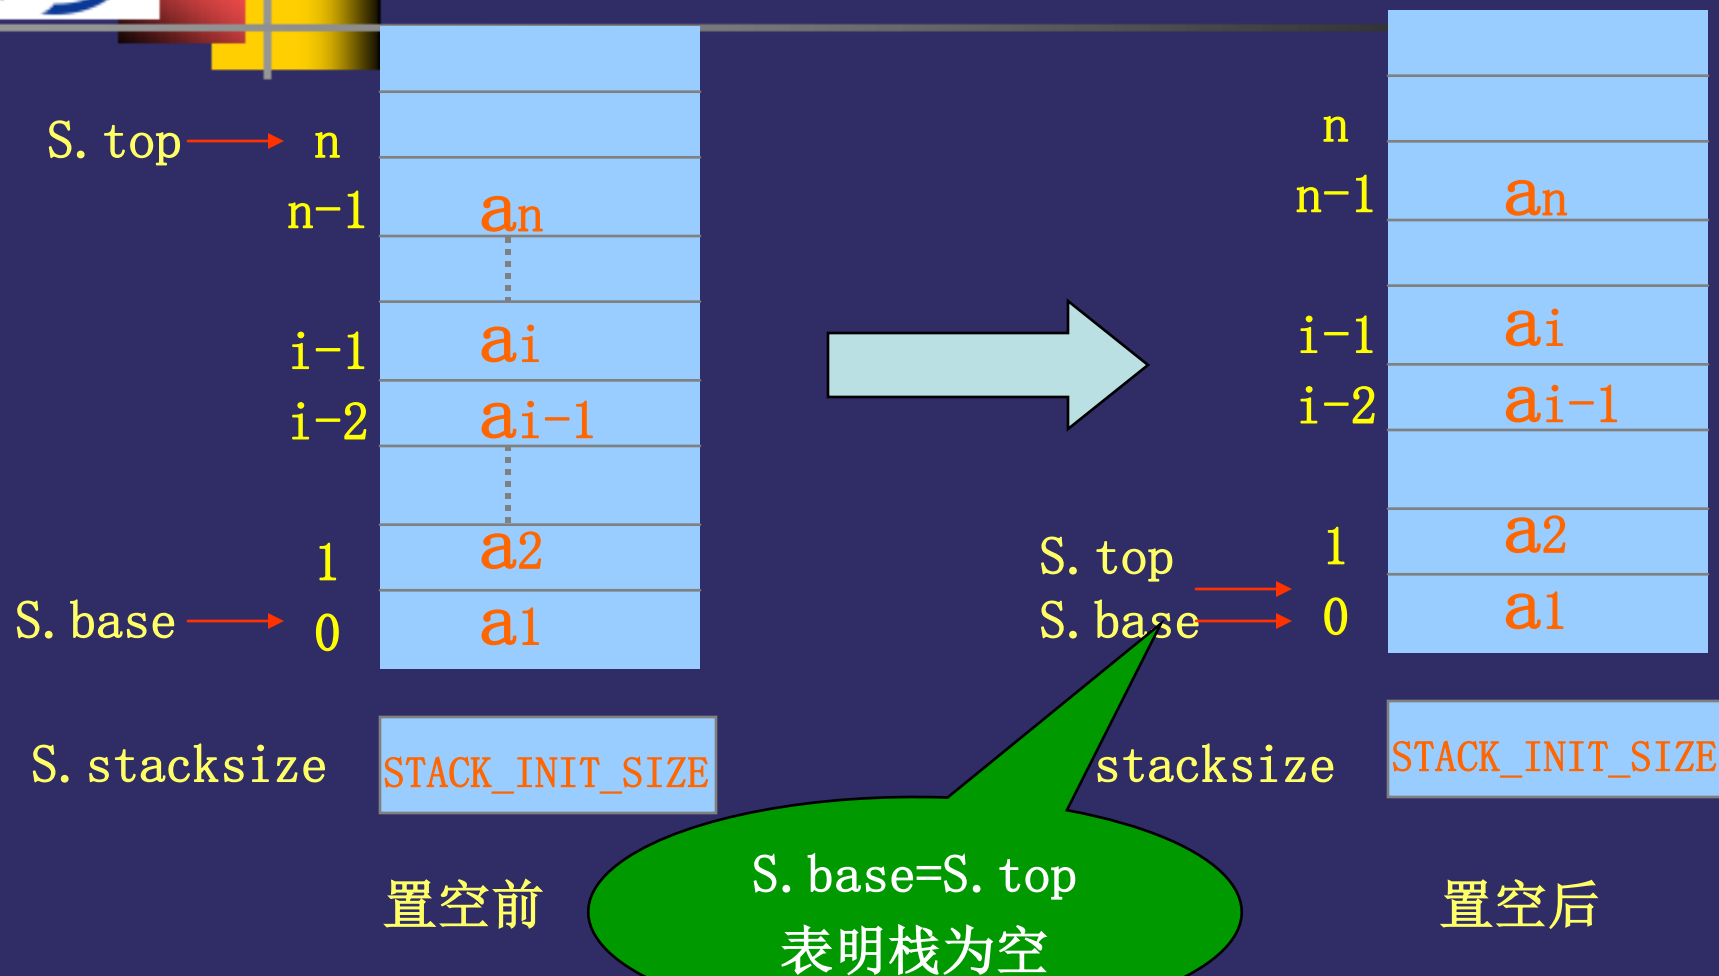 S.top
n
n-1
an
i-1
ai
i-2
ai-1
1
a2
S.base
0
a1
S.stacksize
STACK_INIT_SIZE
置空前
n
n-1
an
i-1
ai
i-2
ai-1
S.top
1
a2
S.base
0
a1
stacksize
STACK_INIT_SIZE
置空后
S.base=S.top
表明栈为空